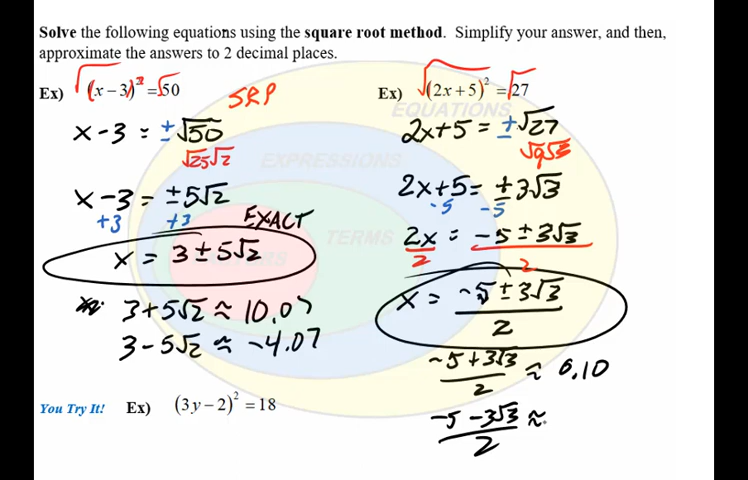 Solve the following equations using the square root method. Simplify your answer, and then,
approximate the answers to 2 decimal places.
Ex) √(x − 3)² = √50
SRP
x − 3 = ±√50
√25√2
x − 3 = ±5√2
+3 +3
EXACT
x = 3 ± 5√2
3 + 5√2 ≈ 10.07
3 − 5√2 ≈ −4.07
Ex) √(2x + 5)² = √27
2x + 5 = ±√27
√9√3
2x + 5 = ±3√3
−5 −5
2x = −5 ± 3√3
2 2
x = −5 ± 3√3
2
−5 + 3√3 ≈ 0.10
2
−5 − 3√3 ≈
2
You Try It! Ex) (3y − 2)² = 18
EQUATIONS
EXPRESSIONS
TERMS